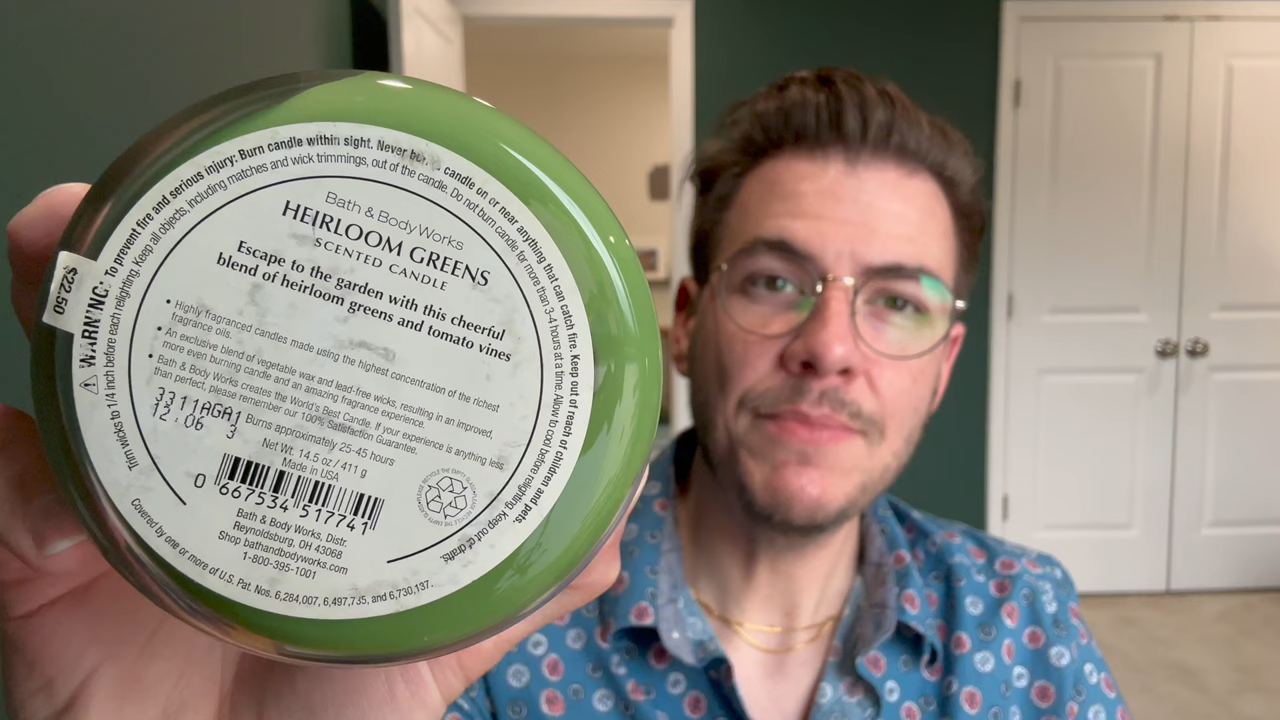 $22.50
⚠ WARNING: To prevent fire and serious injury: Burn candle within sight. Never candle on or near anything that can catch fire. Keep out of reach of children and pets.
Trim wicks to 1/4 inch before each relighting. Keep all objects, including matches and wick trimmings, out of the candle. Do not burn candle for more than 3-4 hours at a time. Allow to cool before relighting. Keep out of drafts.
Bath & Body Works
HEIRLOOM GREENS
SCENTED CANDLE
Escape to the garden with this cheerful
blend of heirloom greens and tomato vines
• Highly fragranced candles made using the highest concentration of the richest
fragrance oils.
• An exclusive blend of vegetable wax and lead-free wicks, resulting in an improved,
more even burning candle and an amazing fragrance experience.
• Bath & Body Works creates the World's Best Candle. If your experience is anything less
than perfect, please remember our 100% Satisfaction Guarantee.
3311AGA1
12:06 3
Burns approximately 25-45 hours
Net Wt. 14.5 oz / 411 g
Made in USA
0 667534 517741
Bath & Body Works, Distr.
Reynoldsburg, OH 43068
Shop bathandbodyworks.com
1-800-395-1001
Covered by one or more of U.S. Pat. Nos. 6,284,007, 6,497,735, and 6,730,137.